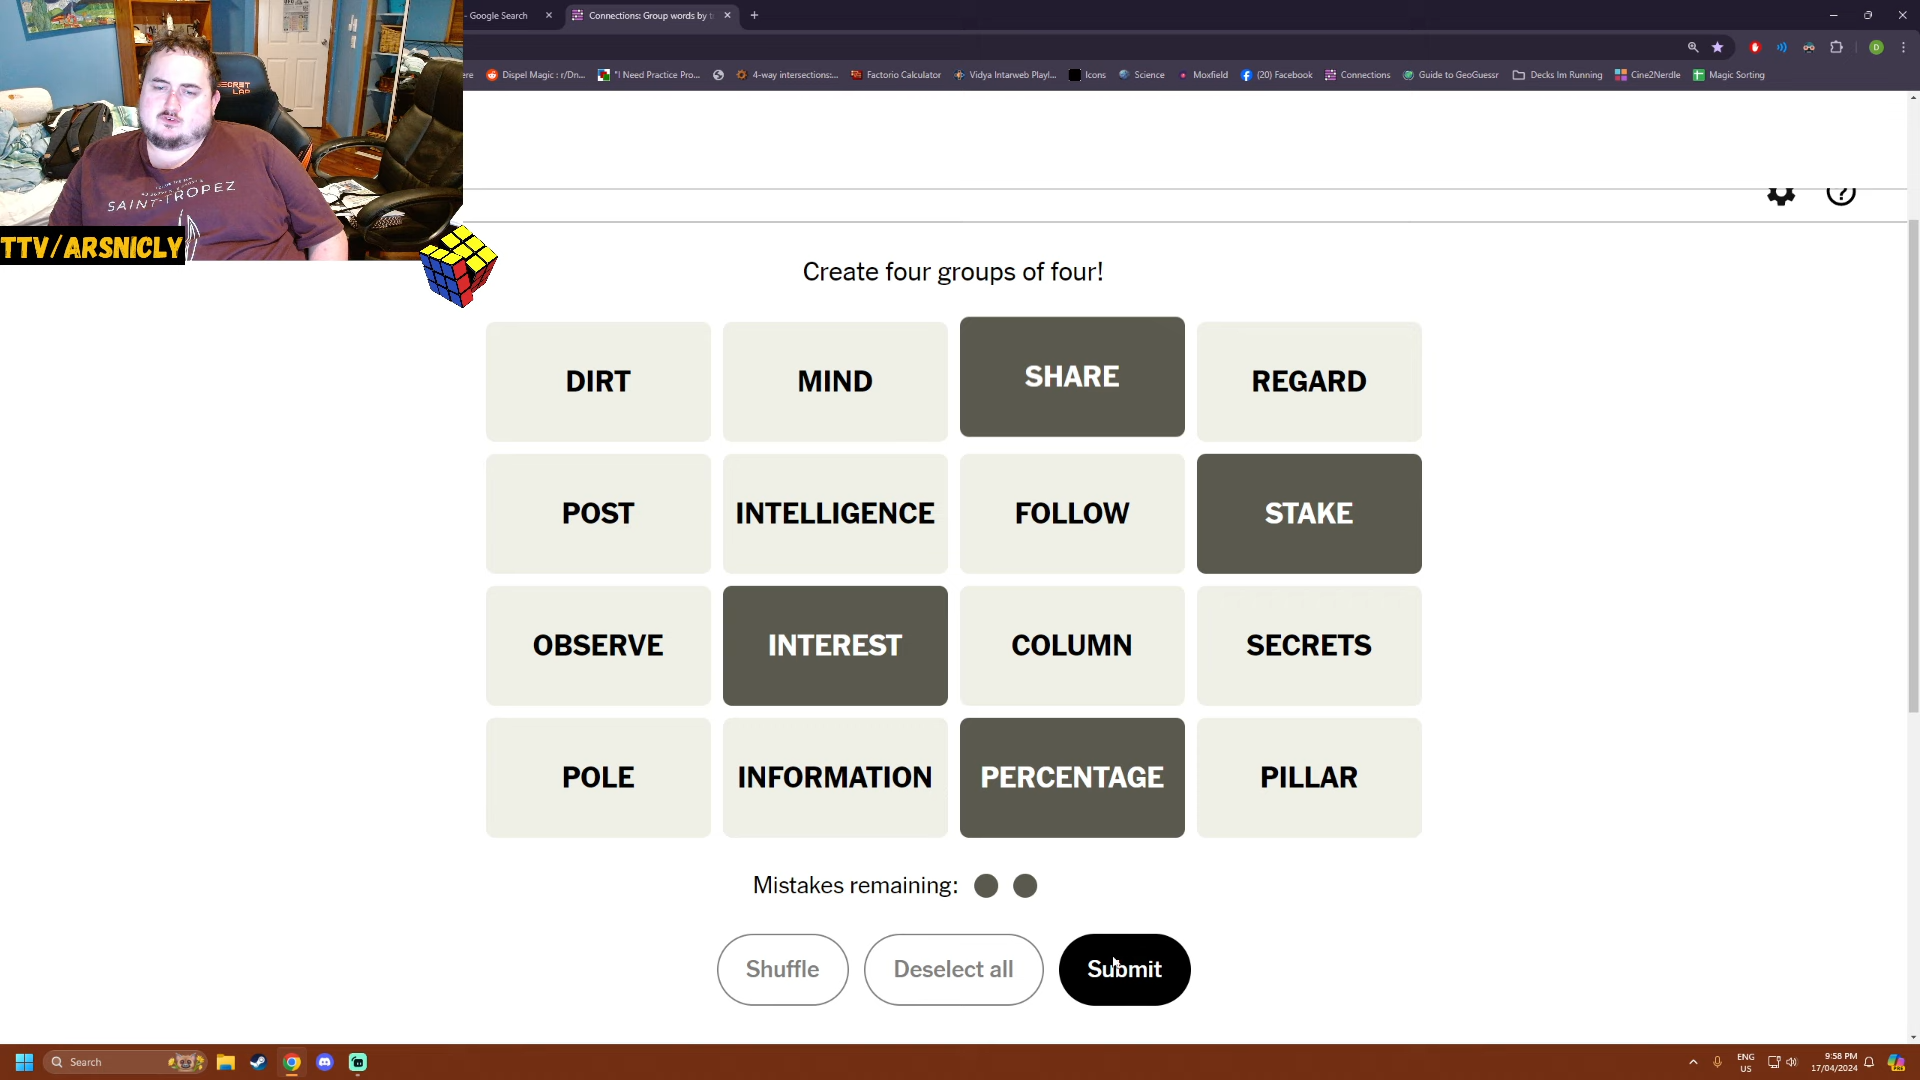 - Google Search
Connections: Group words by t
ere
Dispel Magic : r/Dn...
"I Need Practice Pro...
4-way intersections:...
Factorio Calculator
Vidya Intarweb Playl...
Icons
Science
Moxfield
(20) Facebook
Connections
Guide to GeoGuessr
Decks Im Running
Cine2Nerdle
Magic Sorting
SECRET LAB
SAINT-TROPEZ
TTV/ARSNICLY
Create four groups of four!
DIRT MIND SHARE REGARD
POST INTELLIGENCE FOLLOW STAKE
OBSERVE INTEREST COLUMN SECRETS
POLE INFORMATION PERCENTAGE PILLAR
Mistakes remaining:
Shuffle Deselect all Submit
Search
ENG
US
9:58 PM
17/04/2024